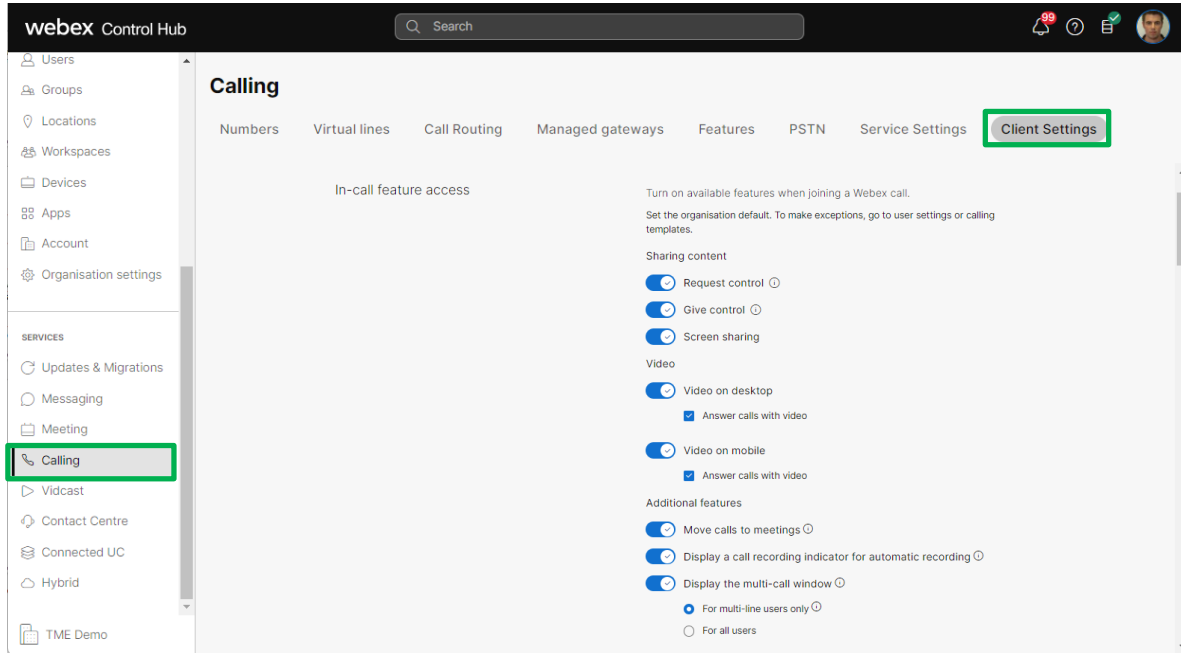 webex Control Hub
Search
99
Users
Groups
Locations
Workspaces
Devices
Apps
Account
Organisation settings
SERVICES
Updates & Migrations
Messaging
Meeting
Calling
Vidcast
Contact Centre
Connected UC
Hybrid
TME Demo
Calling
Numbers Virtual lines Call Routing Managed gateways Features PSTN Service Settings Client Settings
In-call feature access
Turn on available features when joining a Webex call.
Set the organisation default. To make exceptions, go to user settings or calling
templates.
Sharing content
Request control
Give control
Screen sharing
Video
Video on desktop
Answer calls with video
Video on mobile
Answer calls with video
Additional features
Move calls to meetings
Display a call recording indicator for automatic recording
Display the multi-call window
For multi-line users only
For all users